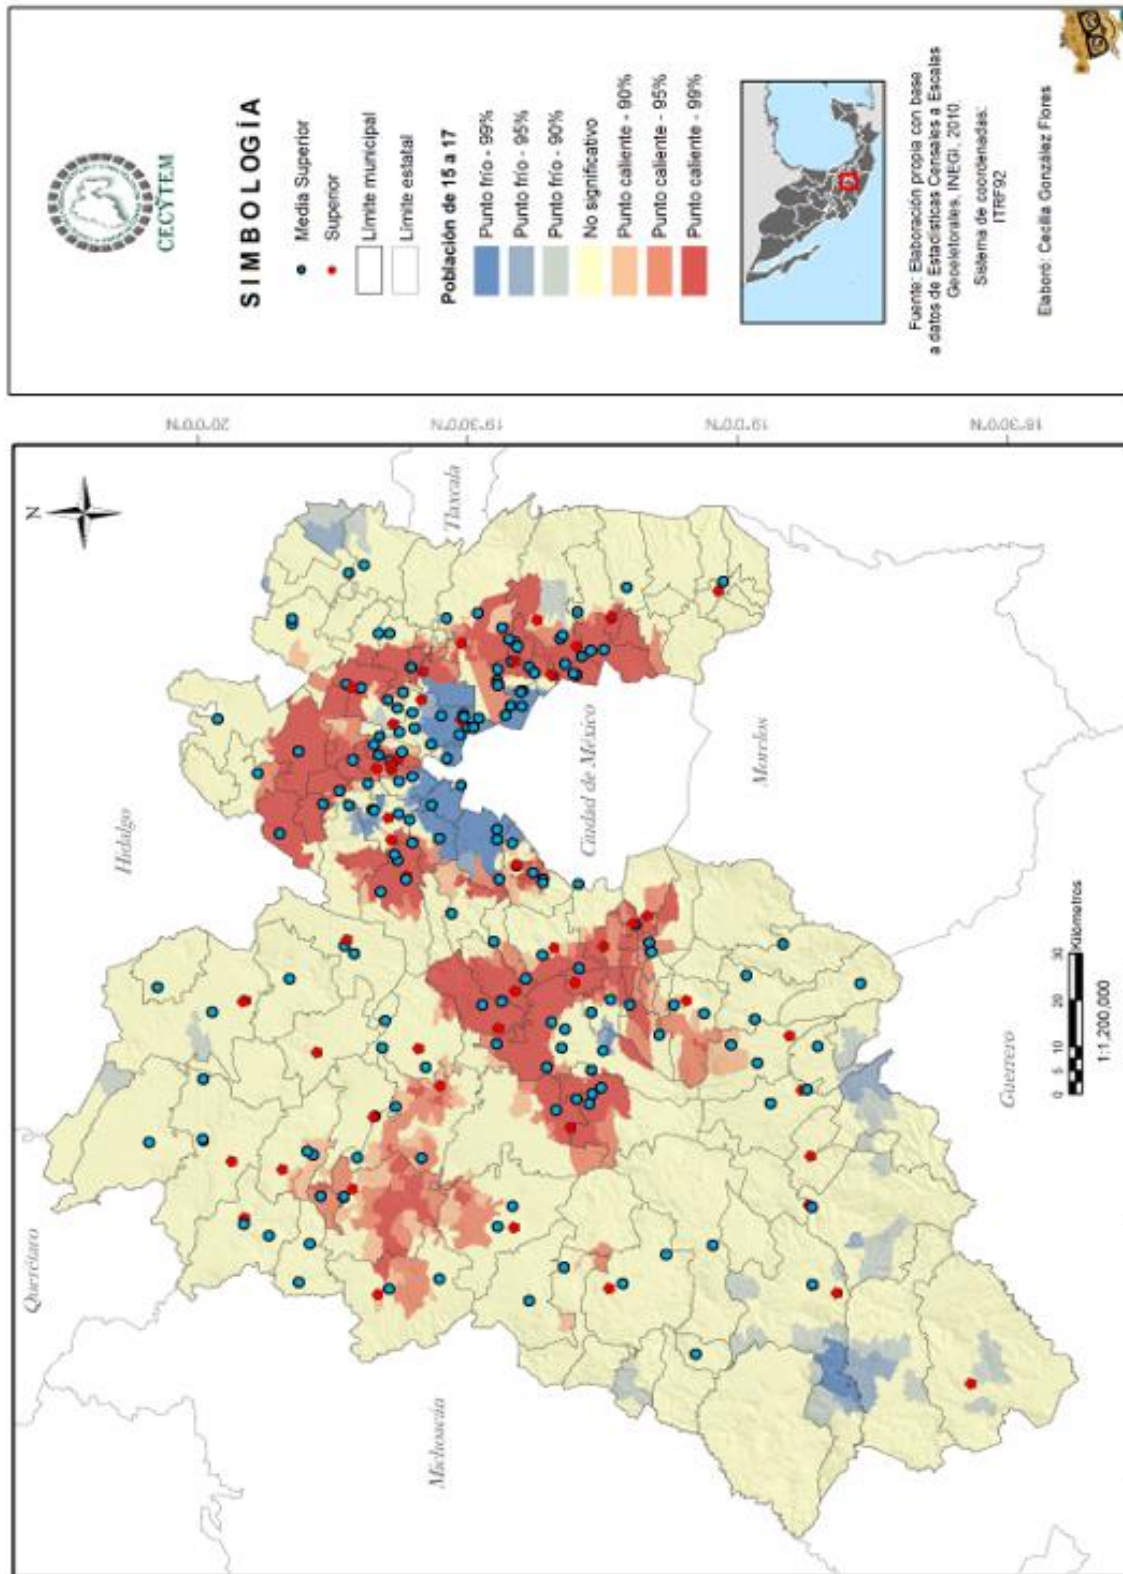 N
Querétaro
Hidalgo
Tlaxcala
Michoacán
Ciudad de México
Morelos
Guerrero
20°0'0"N
19°30'0"N
19°0'0"N
18°30'0"N
0 5 10 20 30
Kilometros
1:1,200,000
CECYTEM
SIMBOLOGÍA
Media Superior
Superior
Límite municipal
Límite estatal
Población de 15 a 17
Punto frío - 99%
Punto frío - 95%
Punto frío - 90%
No significativo
Punto caliente - 90%
Punto caliente - 95%
Punto caliente - 99%
Fuente: Elaboración propia con base
a datos de Estadísticas Censales a Escalas
Geoeletorales, INEGI, 2010.
Sistema de coordenadas:
ITRF92
Elaboró: Cecilia González Flores